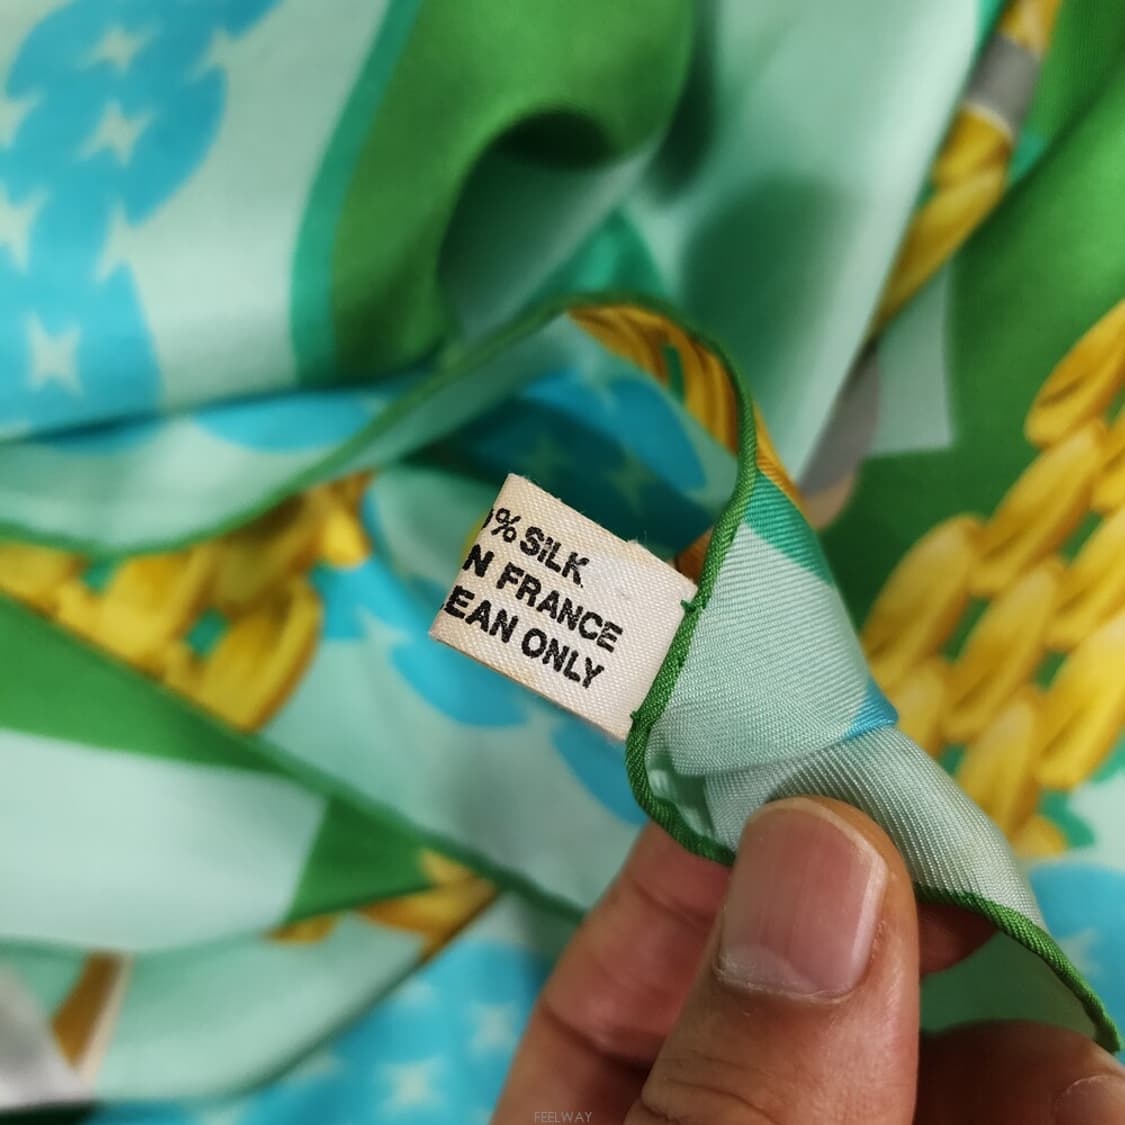 % SILK
N FRANCE
EAN ONLY
FEELWAY